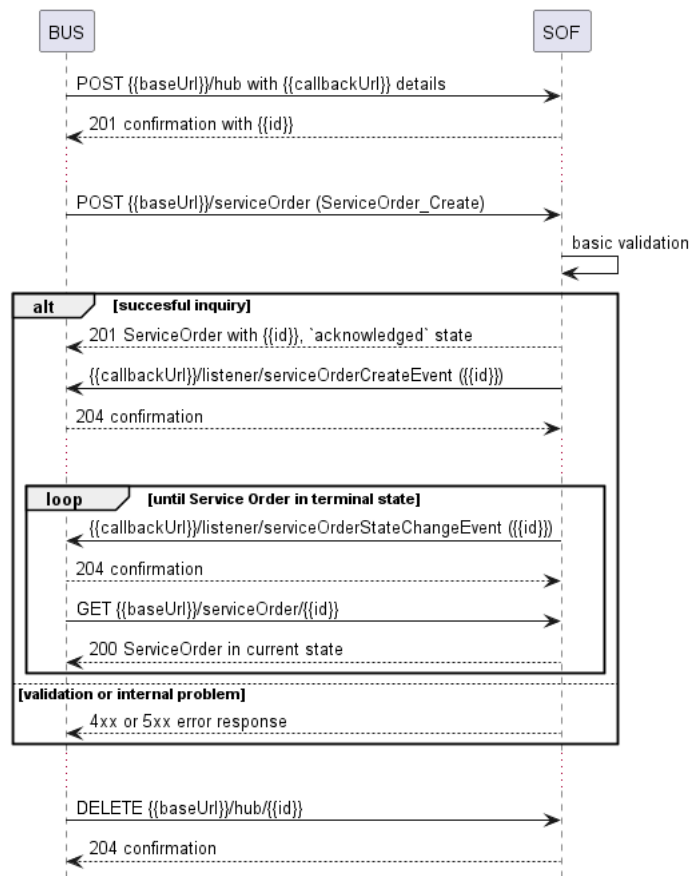 BUS
SOF
POST {{baseUrl}}/hub with {{callbackUrl}} details
201 confirmation with {{id}}
POST {{baseUrl}}/serviceOrder (ServiceOrder_Create)
basic validation
alt
[succesful inquiry]
201 ServiceOrder with {{id}}, `acknowledged` state
{{callbackUrl}}/listener/serviceOrderCreateEvent ({{id}})
204 confirmation
loop
[until Service Order in terminal state]
{{callbackUrl}}/listener/serviceOrderStateChangeEvent ({{id}})
204 confirmation
GET {{baseUrl}}/serviceOrder/{{id}}
200 ServiceOrder in current state
[validation or internal problem]
4xx or 5xx error response
DELETE {{baseUrl}}/hub/{{id}}
204 confirmation